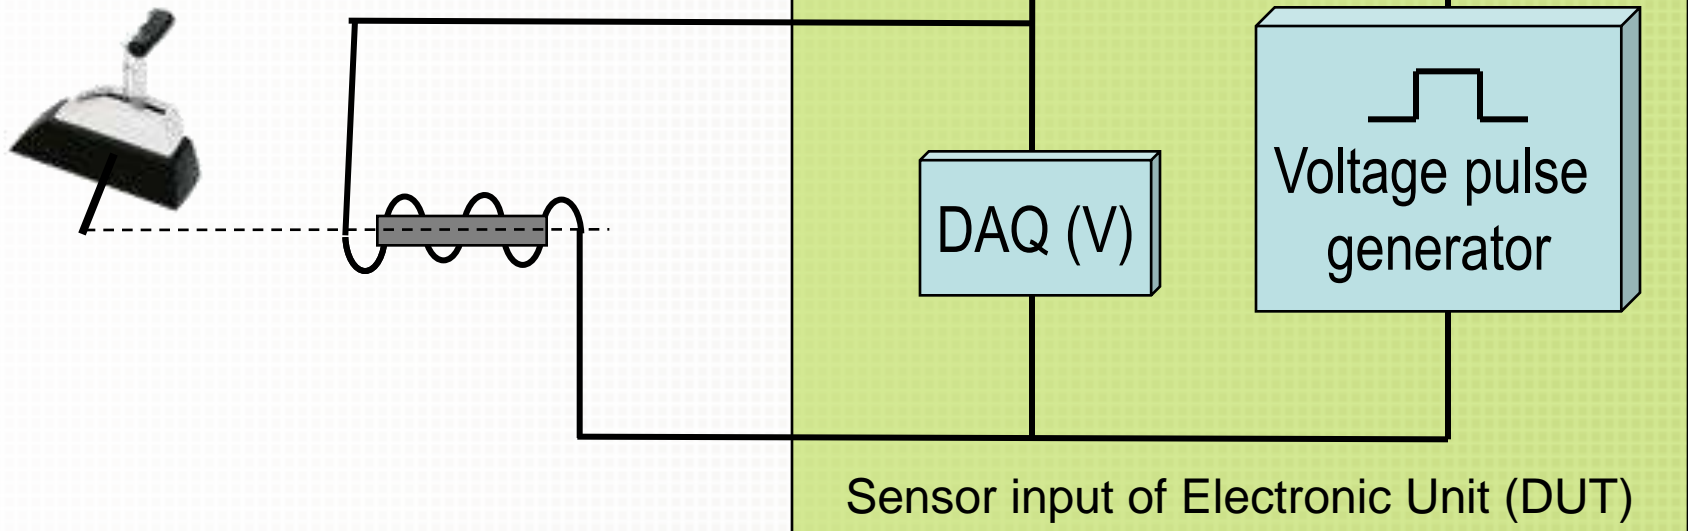 DAQ (V)
Voltage pulse
generator
Sensor input of Electronic Unit (DUT)